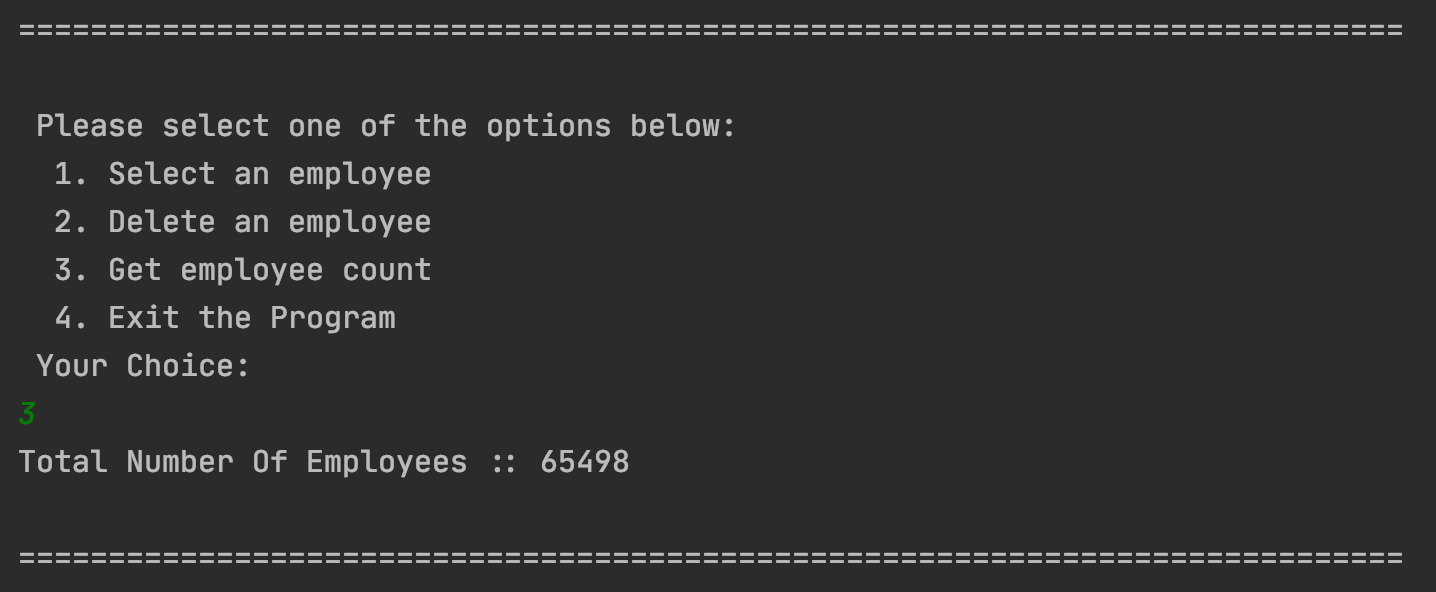 =============================================================================
Please select one of the options below:
1. Select an employee
2. Delete an employee
3. Get employee count
4. Exit the Program
Your Choice:
3
Total Number Of Employees :: 65498
=============================================================================